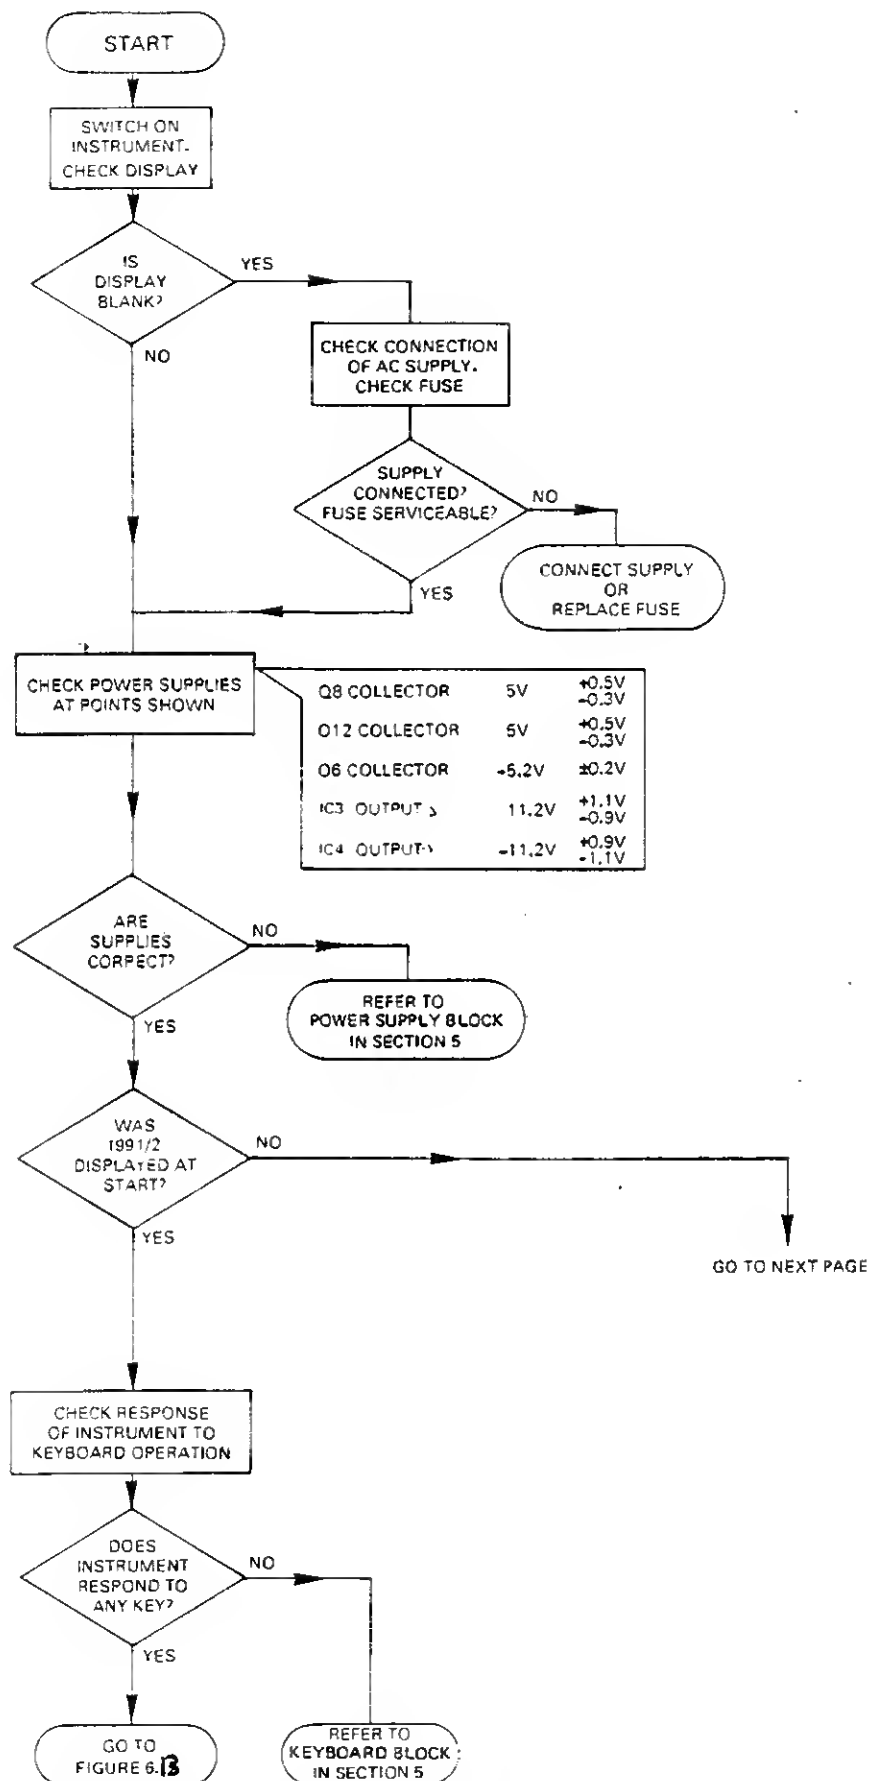 START
SWITCH ON
INSTRUMENT.
CHECK DISPLAY
IS
DISPLAY
BLANK?
YES
NO
CHECK CONNECTION
OF AC SUPPLY.
CHECK FUSE
SUPPLY
CONNECTED?
FUSE SERVICEABLE?
NO
YES
CONNECT SUPPLY
OR
REPLACE FUSE
CHECK POWER SUPPLIES
AT POINTS SHOWN
Q8 COLLECTOR 5V +0.5V -0.3V
Q12 COLLECTOR 5V +0.5V -0.3V
Q6 COLLECTOR -5.2V ±0.2V
IC3 OUTPUT 11.2V +1.1V -0.9V
IC4 OUTPUT -11.2V +0.9V -1.1V
ARE
SUPPLIES
CORRECT?
NO
YES
REFER TO
POWER SUPPLY BLOCK
IN SECTION 5
WAS
1991/2
DISPLAYED AT
START?
NO
YES
GO TO NEXT PAGE
CHECK RESPONSE
OF INSTRUMENT TO
KEYBOARD OPERATION
DOES
INSTRUMENT
RESPOND TO
ANY KEY?
NO
YES
GO TO
FIGURE 6.13
REFER TO
KEYBOARD BLOCK
IN SECTION 5